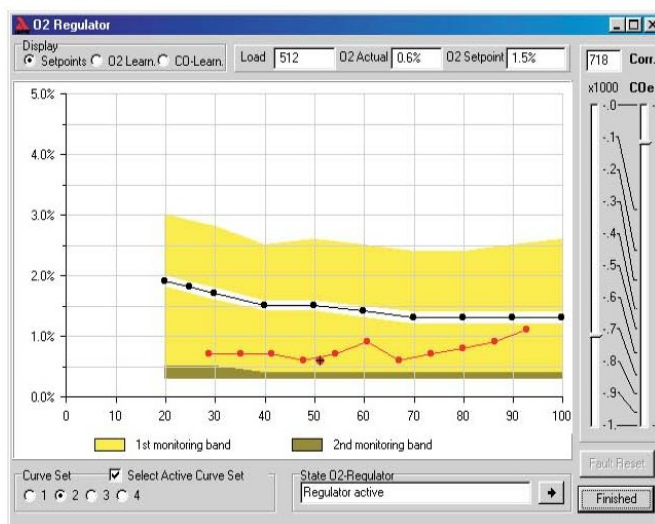 O2 Regulator
Display
Setpoints O2 Learn. CO-Learn.
Load 512 O2 Actual 0.6% O2 Setpoint 1.5%
718 Corr.
x1000 COe
5.0%
4.0%
3.0%
2.0%
1.0%
0.0%
0 10 20 30 40 50 60 70 80 90 100
1st monitoring band 2nd monitoring band
-.0
-.1
-.2
-.3
-.4
-.5
-.6
-.7
-.8
-.9
-1.
Curve Set Select Active Curve Set
1 2 3 4
State O2-Regulator
Regulator active
Fault Reset
Finished